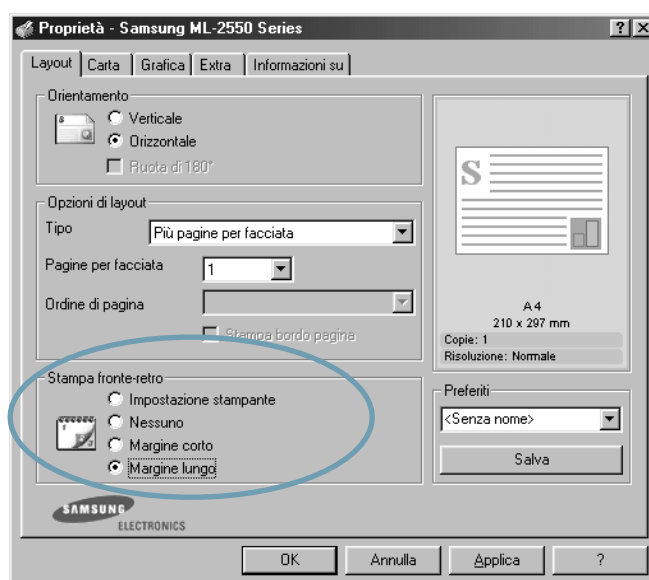 Proprietà - Samsung ML-2550 Series
? X
Layout Carta Grafica Extra Informazioni su
Orientamento
Verticale
Orizzontale
Ruota di 180°
Opzioni di layout
Tipo Più pagine per facciata
Pagine per facciata 1
Ordine di pagina
Stampa bordo pagina
Stampa fronte-retro
Impostazione stampante
Nessuno
Margine corto
Margine lungo
SAMSUNG
ELECTRONICS
S
A4
210 x 297 mm
Copie: 1
Risoluzione: Normale
Preferiti
<Senza nome>
Salva
OK Annulla Applica ?